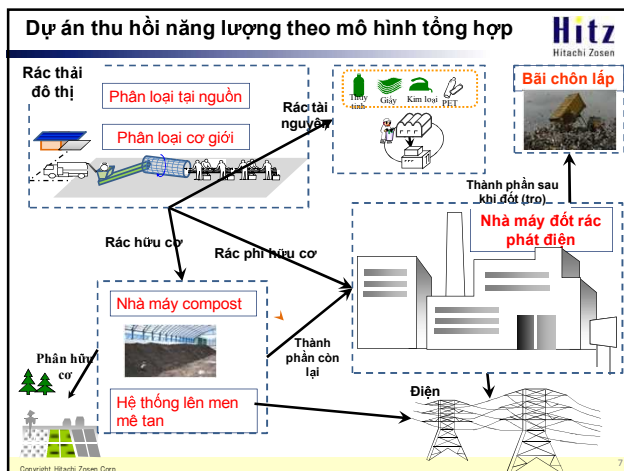 Dự án thu hồi năng lượng theo mô hình tổng hợp
Hitz
Hitachi Zosen
Rác thải
đô thị
Phân loại tại nguồn
Phân loại cơ giới
Rác tài
nguyên
Thủy
tinh
Giấy
Kim loại
PET
Bãi chôn lấp
Thành phần sau
khi đốt (tro)
Nhà máy đốt rác
phát điện
Rác hữu cơ
Rác phi hữu cơ
Nhà máy compost
Thành
phần còn
lại
Phân hữu
cơ
Hệ thống lên men
mê tan
Điện
Copyright Hitachi Zosen Corp
7